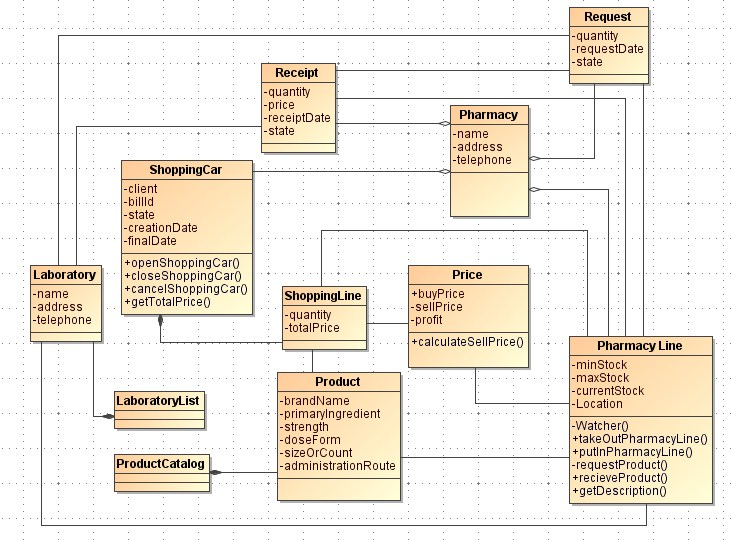 Request
-quantity
-requestDate
-state
Receipt
-quantity
-price
-receiptDate
-state
Pharmacy
-name
-address
-telephone
ShoppingCar
-client
-billId
-state
-creationDate
-finalDate
+openShoppingCar()
+closeShoppingCar()
+cancelShoppingCar()
+getTotalPrice()
Laboratory
-name
-address
-telephone
ShoppingLine
-quantity
-totalPrice
Price
+buyPrice
-sellPrice
-profit
+calculateSellPrice()
Pharmacy Line
-minStock
-maxStock
-currentStock
-Location
-Watcher()
+takeOutPharmacyLine()
+putInPharmacyLine()
-requestProduct()
+recieveProduct()
+getDescription()
Product
-brandName
-primaryIngredient
-strength
-doseForm
-sizeOrCount
-administrationRoute
LaboratoryList
ProductCatalog